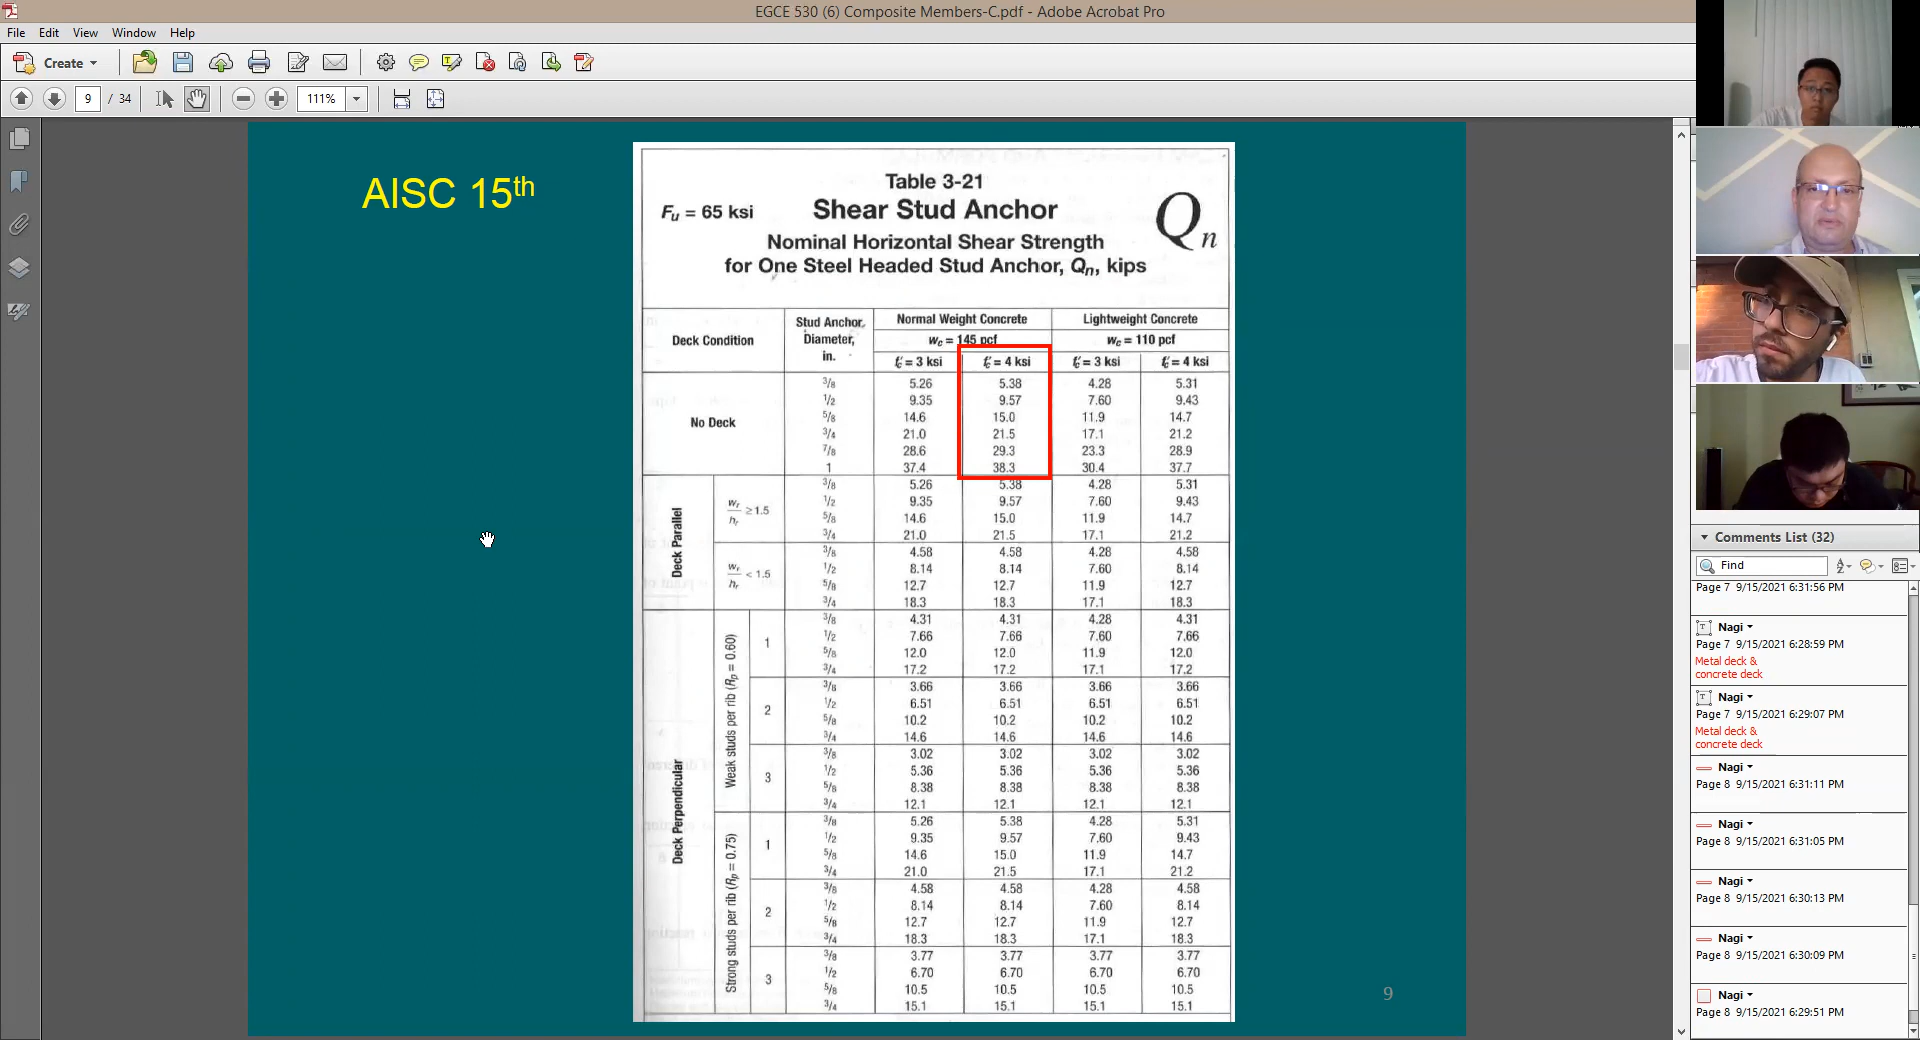 EGCE 530 (6) Composite Members-C.pdf - Adobe Acrobat Pro
File Edit View Window Help
Create
9 / 34 111%
AISC 15th
Table 3-21
Fu = 65 ksi Shear Stud Anchor Qn
Nominal Horizontal Shear Strength
for One Steel Headed Stud Anchor, Qn, kips
Deck Condition Stud Anchor Diameter, in. Normal Weight Concrete Lightweight Concrete
wc = 145 pcf wc = 110 pcf
f'c = 3 ksi f'c = 4 ksi f'c = 3 ksi f'c = 4 ksi
No Deck
3/8 5.26 5.38 4.28 5.31
1/2 9.35 9.57 7.60 9.43
5/8 14.6 15.0 11.9 14.7
3/4 21.0 21.5 17.1 21.2
7/8 28.6 29.3 23.3 28.9
1 37.4 38.3 30.4 37.7
Deck Parallel
wr/hr ≥ 1.5
3/8 5.26 5.38 4.28 5.31
1/2 9.35 9.57 7.60 9.43
5/8 14.6 15.0 11.9 14.7
3/4 21.0 21.5 17.1 21.2
wr/hr < 1.5
3/8 4.58 4.58 4.28 4.58
1/2 8.14 8.14 7.60 8.14
5/8 12.7 12.7 11.9 12.7
3/4 18.3 18.3 17.1 18.3
Deck Perpendicular
Weak studs per rib (Rp = 0.60)
1
3/8 4.31 4.31 4.28 4.31
1/2 7.66 7.66 7.60 7.66
5/8 12.0 12.0 11.9 12.0
3/4 17.2 17.2 17.1 17.2
2
3/8 3.66 3.66 3.66 3.66
1/2 6.51 6.51 6.51 6.51
5/8 10.2 10.2 10.2 10.2
3/4 14.6 14.6 14.6 14.6
3
3/8 3.02 3.02 3.02 3.02
1/2 5.36 5.36 5.36 5.36
5/8 8.38 8.38 8.38 8.38
3/4 12.1 12.1 12.1 12.1
Strong studs per rib (Rp = 0.75)
1
3/8 5.26 5.38 4.28 5.31
1/2 9.35 9.57 7.60 9.43
5/8 14.6 15.0 11.9 14.7
3/4 21.0 21.5 17.1 21.2
2
3/8 4.58 4.58 4.28 4.58
1/2 8.14 8.14 7.60 8.14
5/8 12.7 12.7 11.9 12.7
3/4 18.3 18.3 17.1 18.3
3
3/8 3.77 3.77 3.77 3.77
1/2 6.70 6.70 6.70 6.70
5/8 10.5 10.5 10.5 10.5
3/4 15.1 15.1 15.1 15.1
9
Comments List (32)
Find
Page 7 9/15/2021 6:31:56 PM
Nagi
Page 7 9/15/2021 6:28:59 PM
Metal deck &
concrete deck
Nagi
Page 7 9/15/2021 6:29:07 PM
Metal deck &
concrete deck
Nagi
Page 8 9/15/2021 6:31:11 PM
Nagi
Page 8 9/15/2021 6:31:05 PM
Nagi
Page 8 9/15/2021 6:30:13 PM
Nagi
Page 8 9/15/2021 6:30:09 PM
Nagi
Page 8 9/15/2021 6:29:51 PM